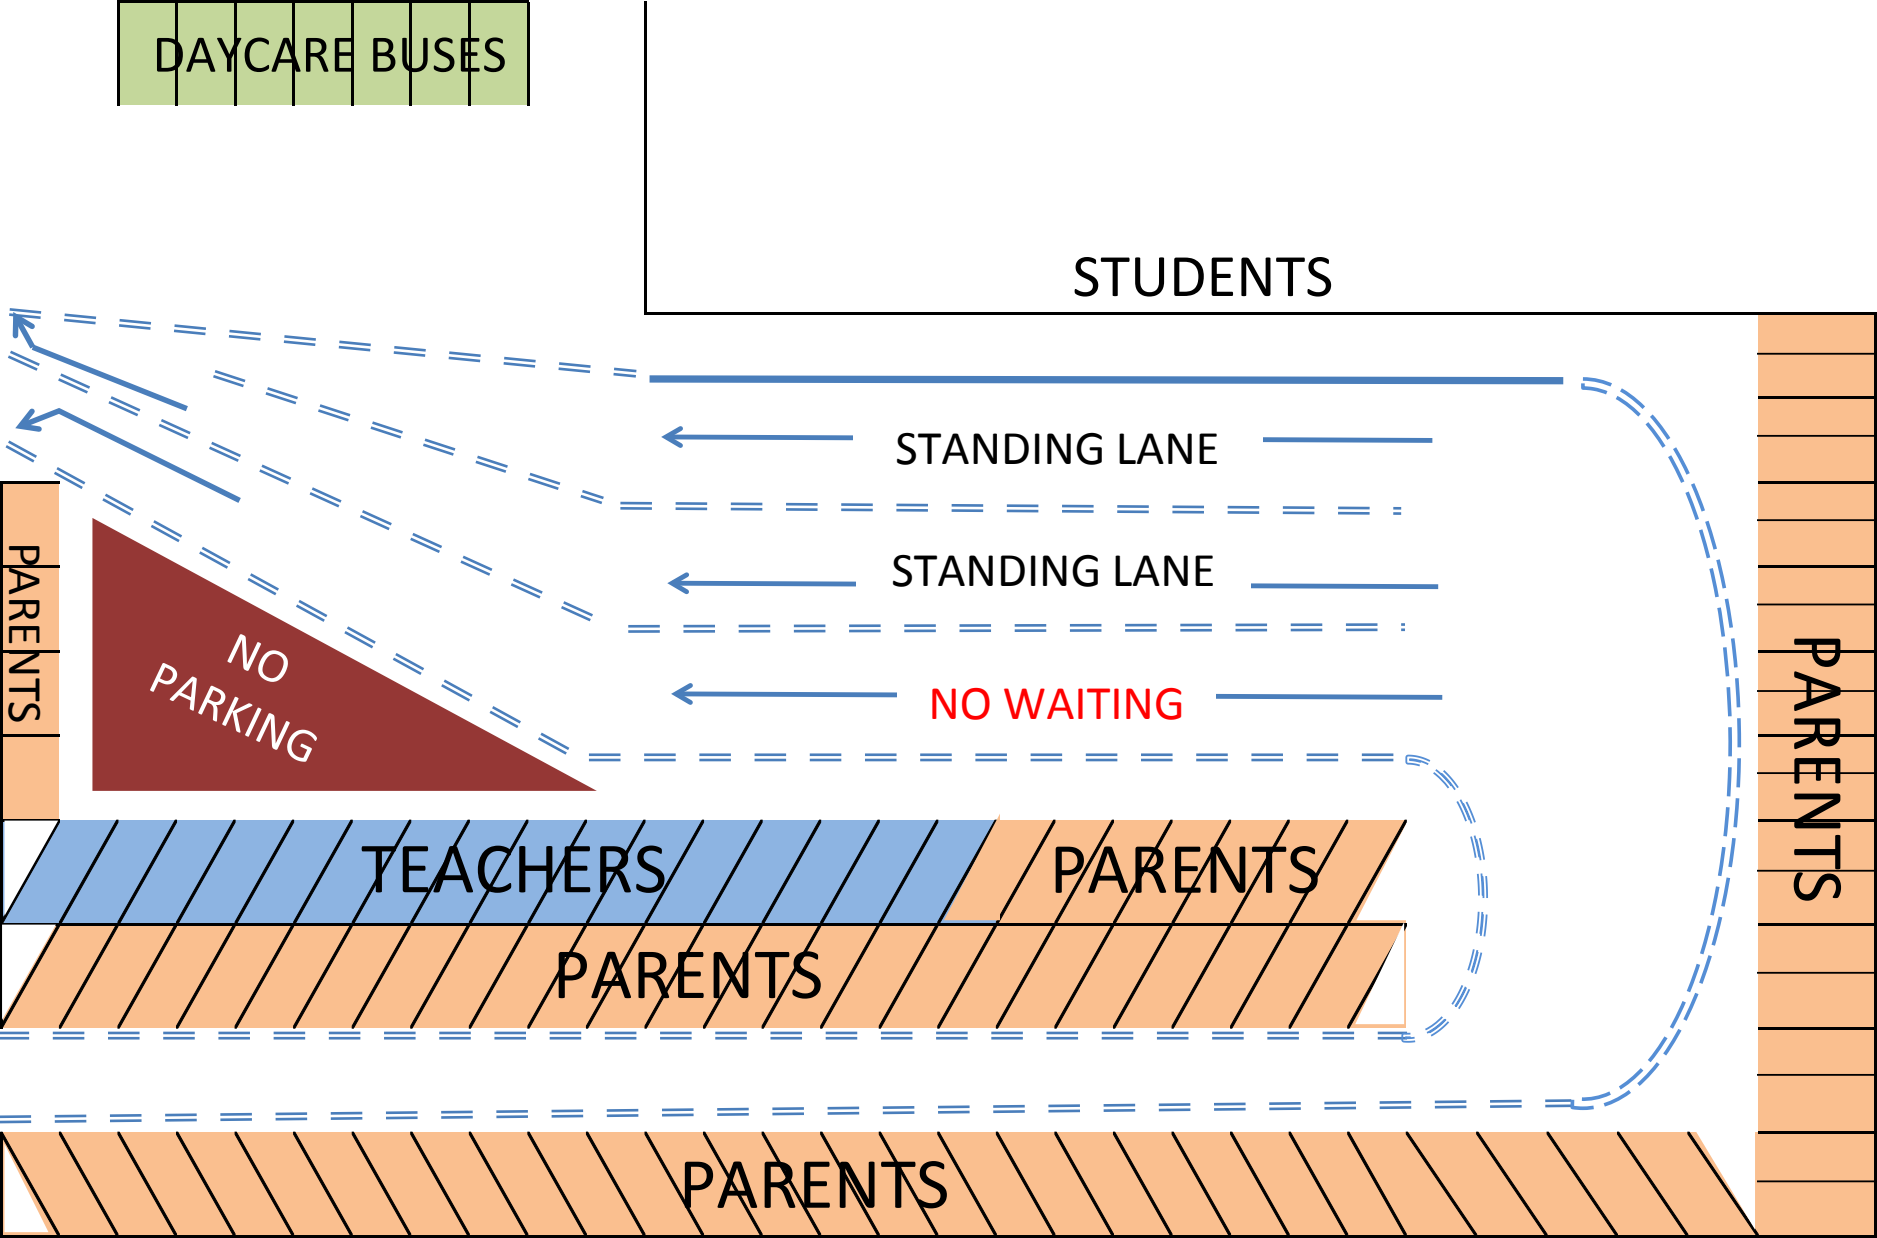 DAYCARE BUSES
STUDENTS
STANDING LANE
STANDING LANE
PARENTS
NO
PARKING
NO WAITING
PARENTS
TEACHERS
PARENTS
PARENTS
PARENTS